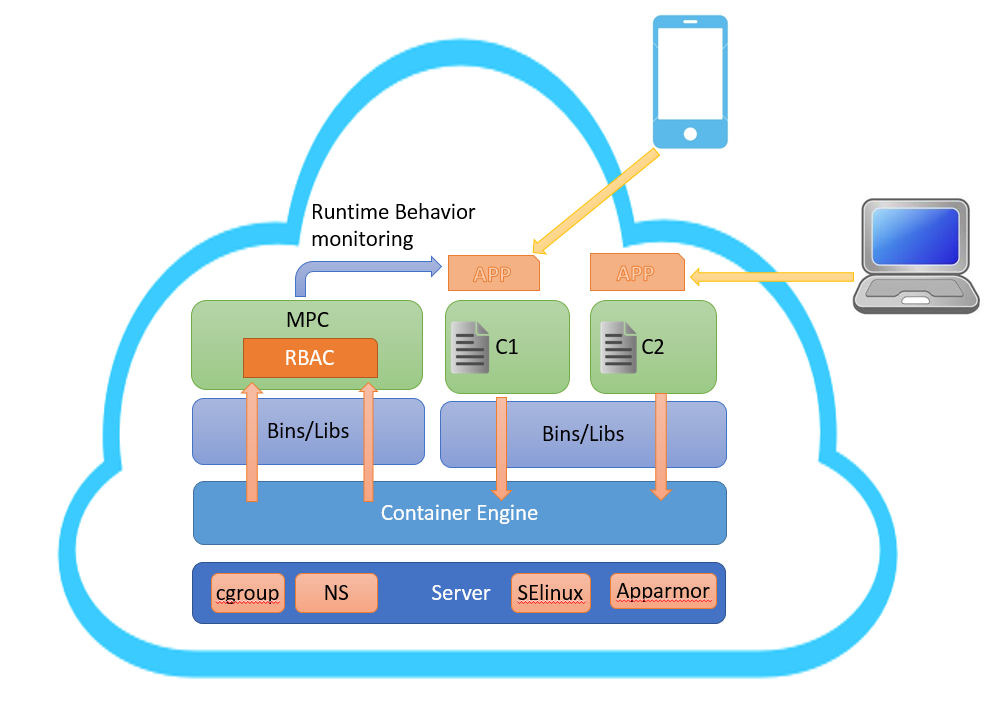 Runtime Behavior
monitoring
APP
APP
MPC
RBAC
C1
C2
Bins/Libs
Bins/Libs
Container Engine
cgroup
NS
Server
SElinux
Apparmor